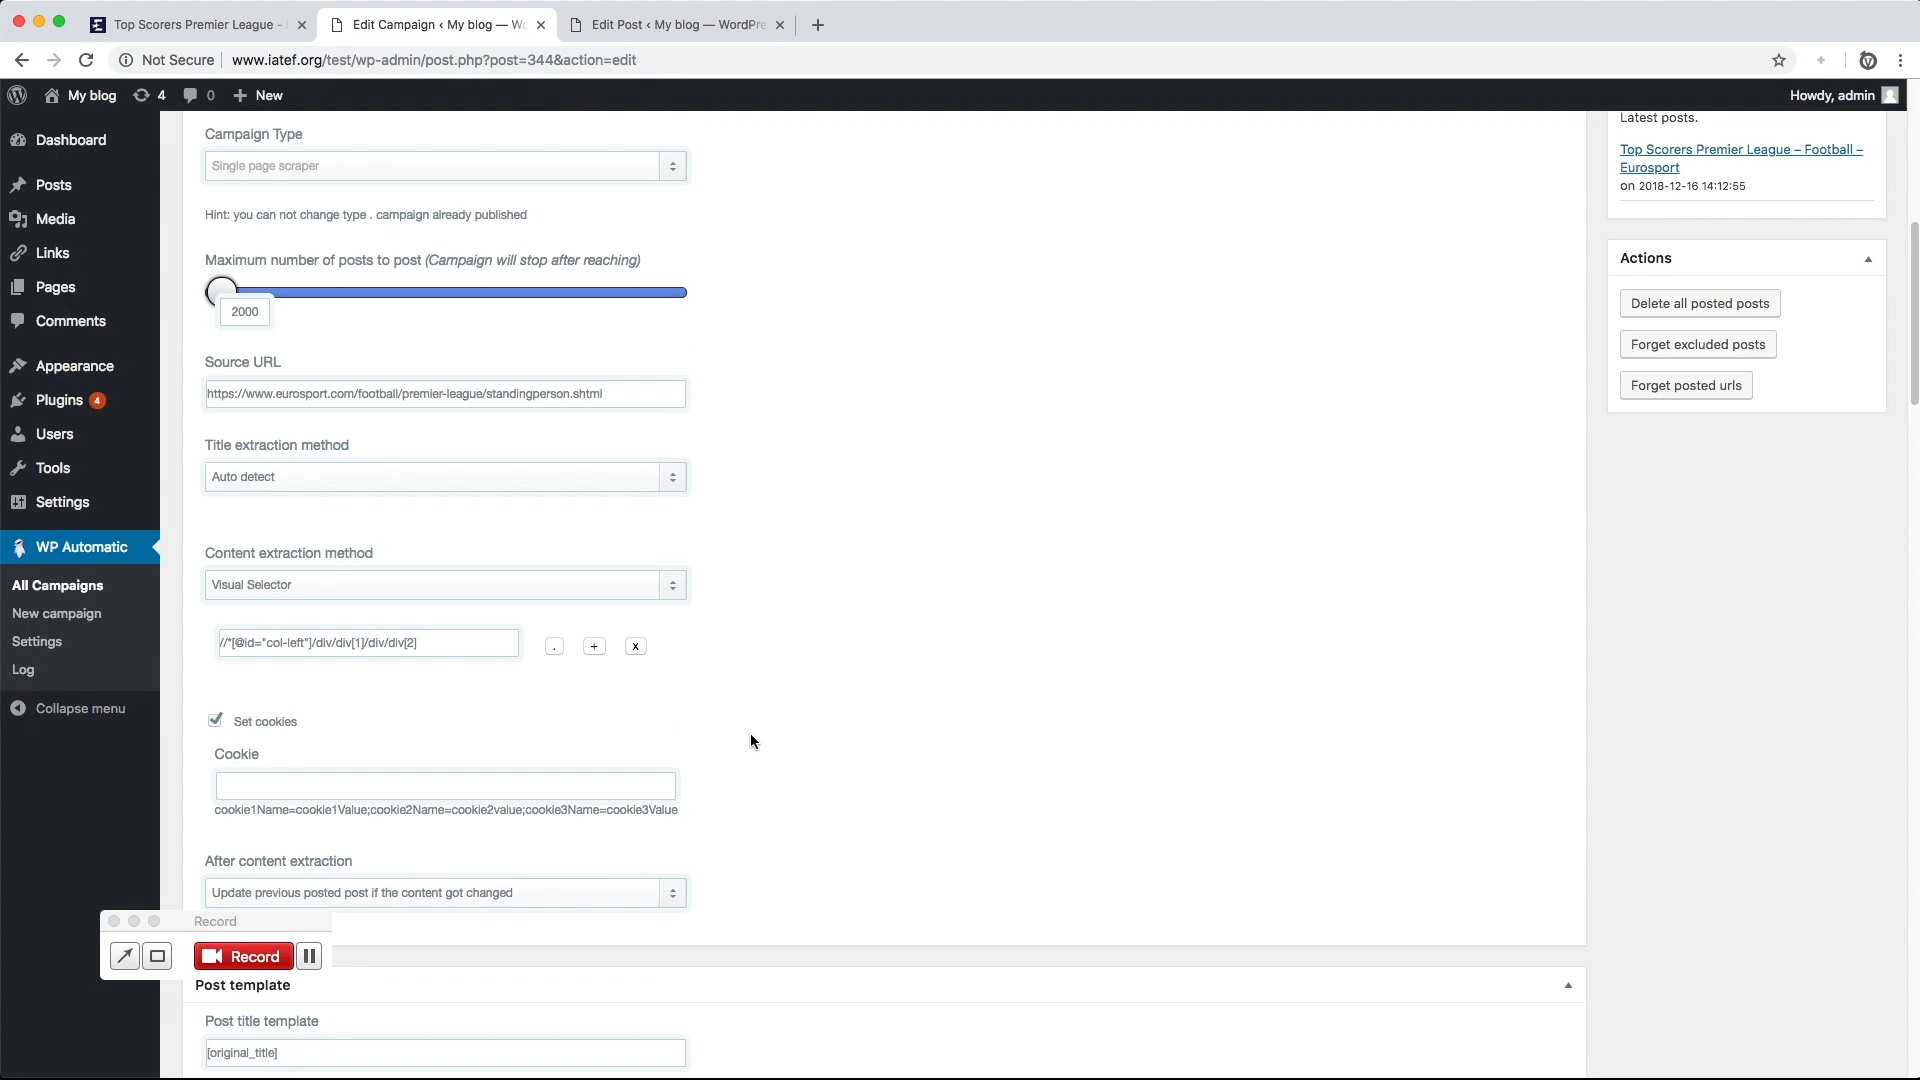 Top Scorers Premier League -
Edit Campaign ‹ My blog — Wo
Edit Post ‹ My blog — WordPre
Not Secure
www.iatef.org/test/wp-admin/post.php?post=344&action=edit
My blog
4
0
New
Howdy, admin
Dashboard
Posts
Media
Links
Pages
Comments
Appearance
Plugins 4
Users
Tools
Settings
WP Automatic
All Campaigns
New campaign
Settings
Log
Collapse menu
Campaign Type
Single page scraper
Hint: you can not change type . campaign already published
Maximum number of posts to post (Campaign will stop after reaching)
2000
Source URL
https://www.eurosport.com/football/premier-league/standingperson.shtml
Title extraction method
Auto detect
Content extraction method
Visual Selector
//*[@id="col-left"]/div/div[1]/div/div[2]
. + x
Set cookies
Cookie
cookie1Name=cookie1Value;cookie2Name=cookie2value;cookie3Name=cookie3Value
After content extraction
Update previous posted post if the content got changed
Record
Record
Post template
Post title template
[original_title]
Latest posts.
Top Scorers Premier League – Football –
Eurosport
on 2018-12-16 14:12:55
Actions
Delete all posted posts
Forget excluded posts
Forget posted urls